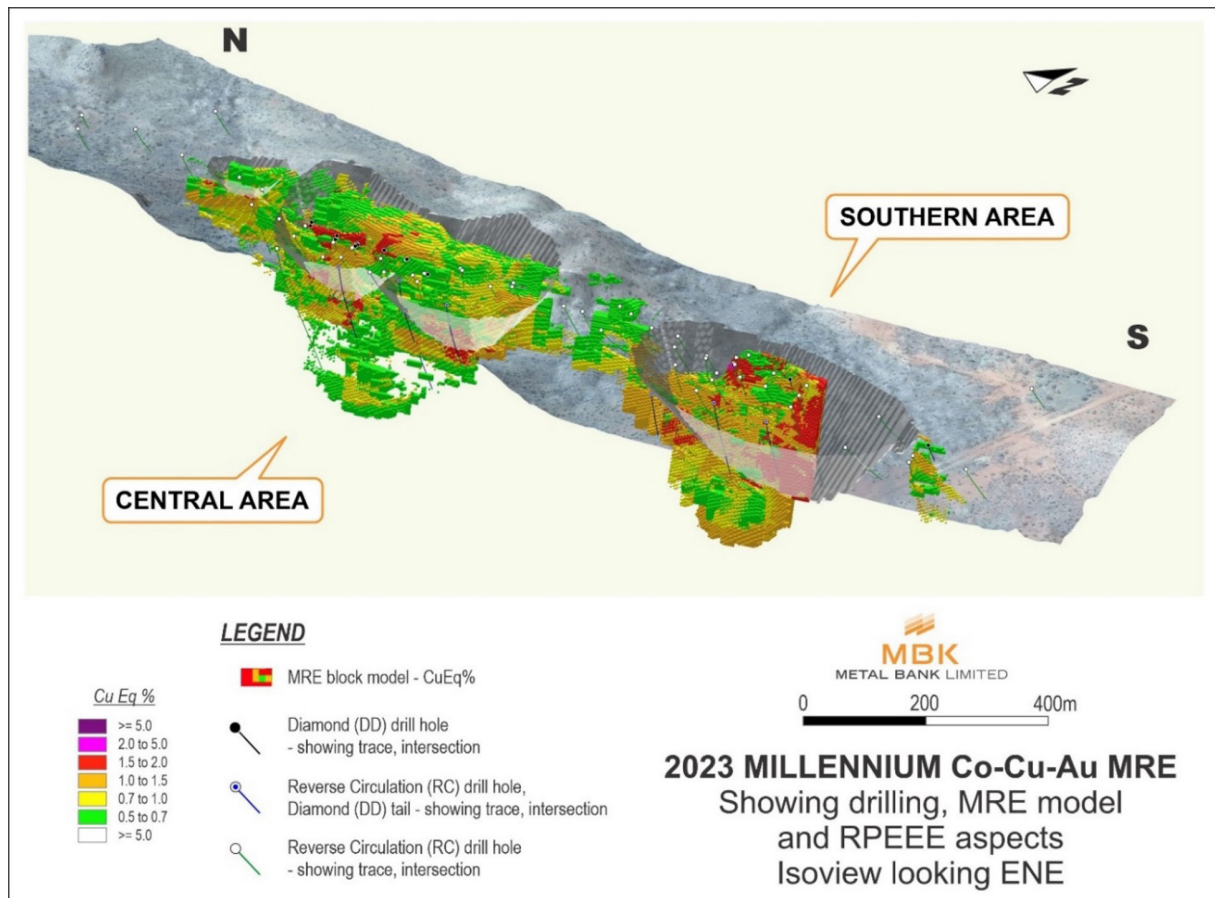 N
SOUTHERN AREA
S
CENTRAL AREA
LEGEND
MRE block model - CuEq%
Cu Eq %
>= 5.0
2.0 to 5.0
1.5 to 2.0
1.0 to 1.5
0.7 to 1.0
0.5 to 0.7
>= 5.0
Diamond (DD) drill hole
- showing trace, intersection
Reverse Circulation (RC) drill hole,
Diamond (DD) tail - showing trace, intersection
Reverse Circulation (RC) drill hole
- showing trace, intersection
MBK
METAL BANK LIMITED
0 200 400m
2023 MILLENNIUM Co-Cu-Au MRE
Showing drilling, MRE model
and RPEEE aspects
Isoview looking ENE